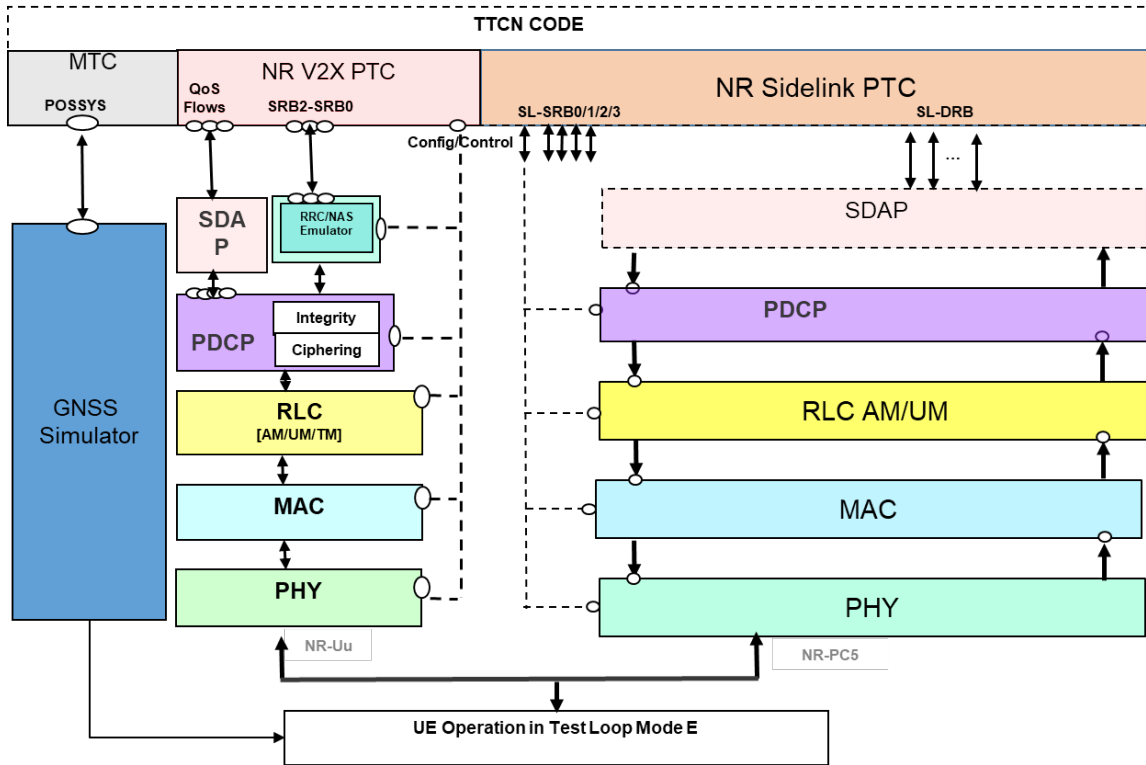 TTCN CODE
MTC
NR V2X PTC
NR Sidelink PTC
POSSYS
QoS
Flows
SRB2-SRB0
SL-SRB0/1/2/3
SL-DRB
Config/Control
...
SDA
P
RRC/NAS
Emulator
SDAP
Integrity
PDCP
Ciphering
PDCP
GNSS
Simulator
RLC
[AM/UM/TM]
RLC AM/UM
MAC
MAC
PHY
PHY
NR-Uu
NR-PC5
UE Operation in Test Loop Mode E